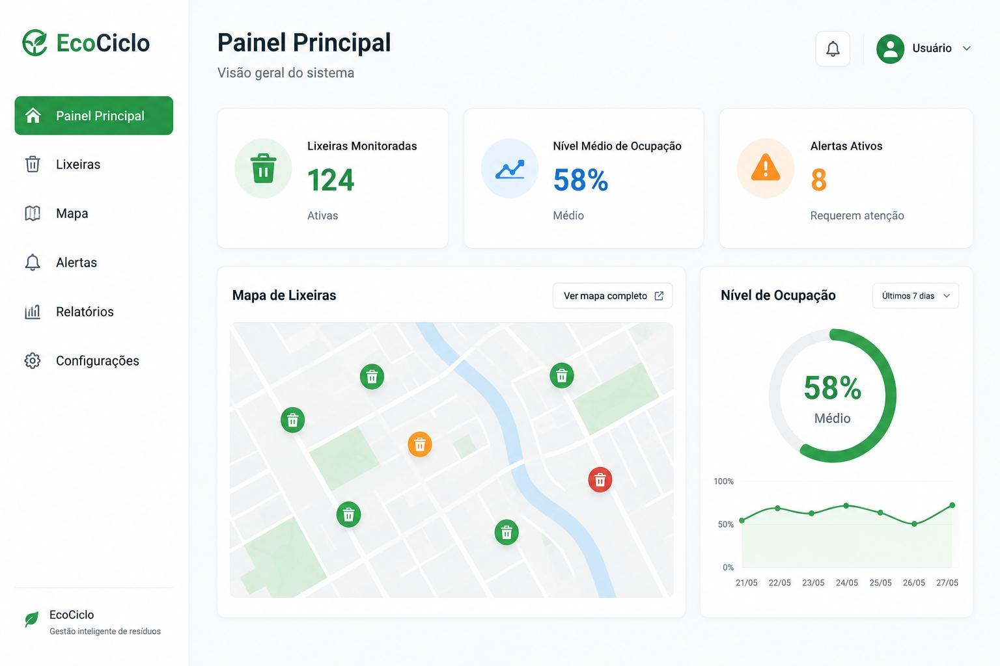 EcoCiclo
Painel Principal
Lixeiras
Mapa
Alertas
Relatórios
Configurações
EcoCiclo
Gestão inteligente de resíduos
Painel Principal
Visão geral do sistema
Usuário
Lixeiras Monitoradas
124
Ativas
Nível Médio de Ocupação
58%
Médio
Alertas Ativos
8
Requerem atenção
Mapa de Lixeiras
Ver mapa completo
Nível de Ocupação
Últimos 7 dias
58%
Médio
100%
50%
0%
21/05 22/05 23/05 24/05 25/05 26/05 27/05